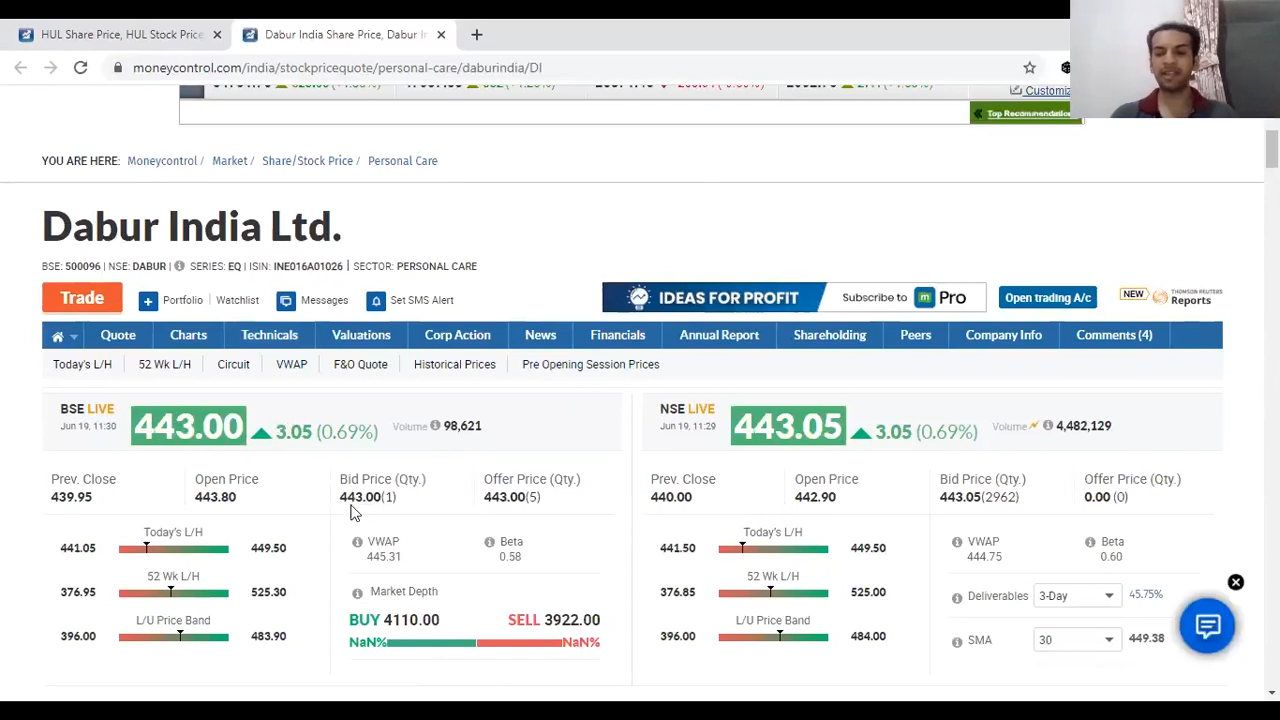 HUL Share Price, HUL Stock Price
Dabur India Share Price, Dabur I
moneycontrol.com/india/stockpricequote/personal-care/daburindia/DI
Customiz
Top Recommendation
YOU ARE HERE: Moneycontrol / Market / Share/Stock Price / Personal Care
Dabur India Ltd.
BSE: 500096 | NSE: DABUR | SERIES: EQ | ISIN: INE016A01026 | SECTOR: PERSONAL CARE
Trade Portfolio Watchlist Messages Set SMS Alert
IDEAS FOR PROFIT Subscribe to m Pro Open trading A/c NEW THOMSON REUTERS Reports
Quote Charts Technicals Valuations Corp Action News Financials Annual Report Shareholding Peers Company Info Comments (4)
Today's L/H 52 Wk L/H Circuit VWAP F&O Quote Historical Prices Pre Opening Session Prices
BSE LIVE
Jun 19, 11:30
443.00 3.05 (0.69%) Volume 98,621
Prev. Close Open Price Bid Price (Qty.) Offer Price (Qty.)
439.95 443.80 443.00(1) 443.00(5)
Today's L/H
441.05 449.50
52 Wk L/H
376.95 525.30
L/U Price Band
396.00 483.90
VWAP Beta
445.31 0.58
Market Depth
BUY 4110.00 SELL 3922.00
NaN% NaN%
NSE LIVE
Jun 19, 11:29
443.05 3.05 (0.69%) Volume 4,482,129
Prev. Close Open Price Bid Price (Qty.) Offer Price (Qty.)
440.00 442.90 443.05(2962) 0.00 (0)
Today's L/H
441.50 449.50
52 Wk L/H
376.85 525.00
L/U Price Band
396.00 484.00
VWAP Beta
444.75 0.60
Deliverables 3-Day 45.75%
SMA 30 449.38